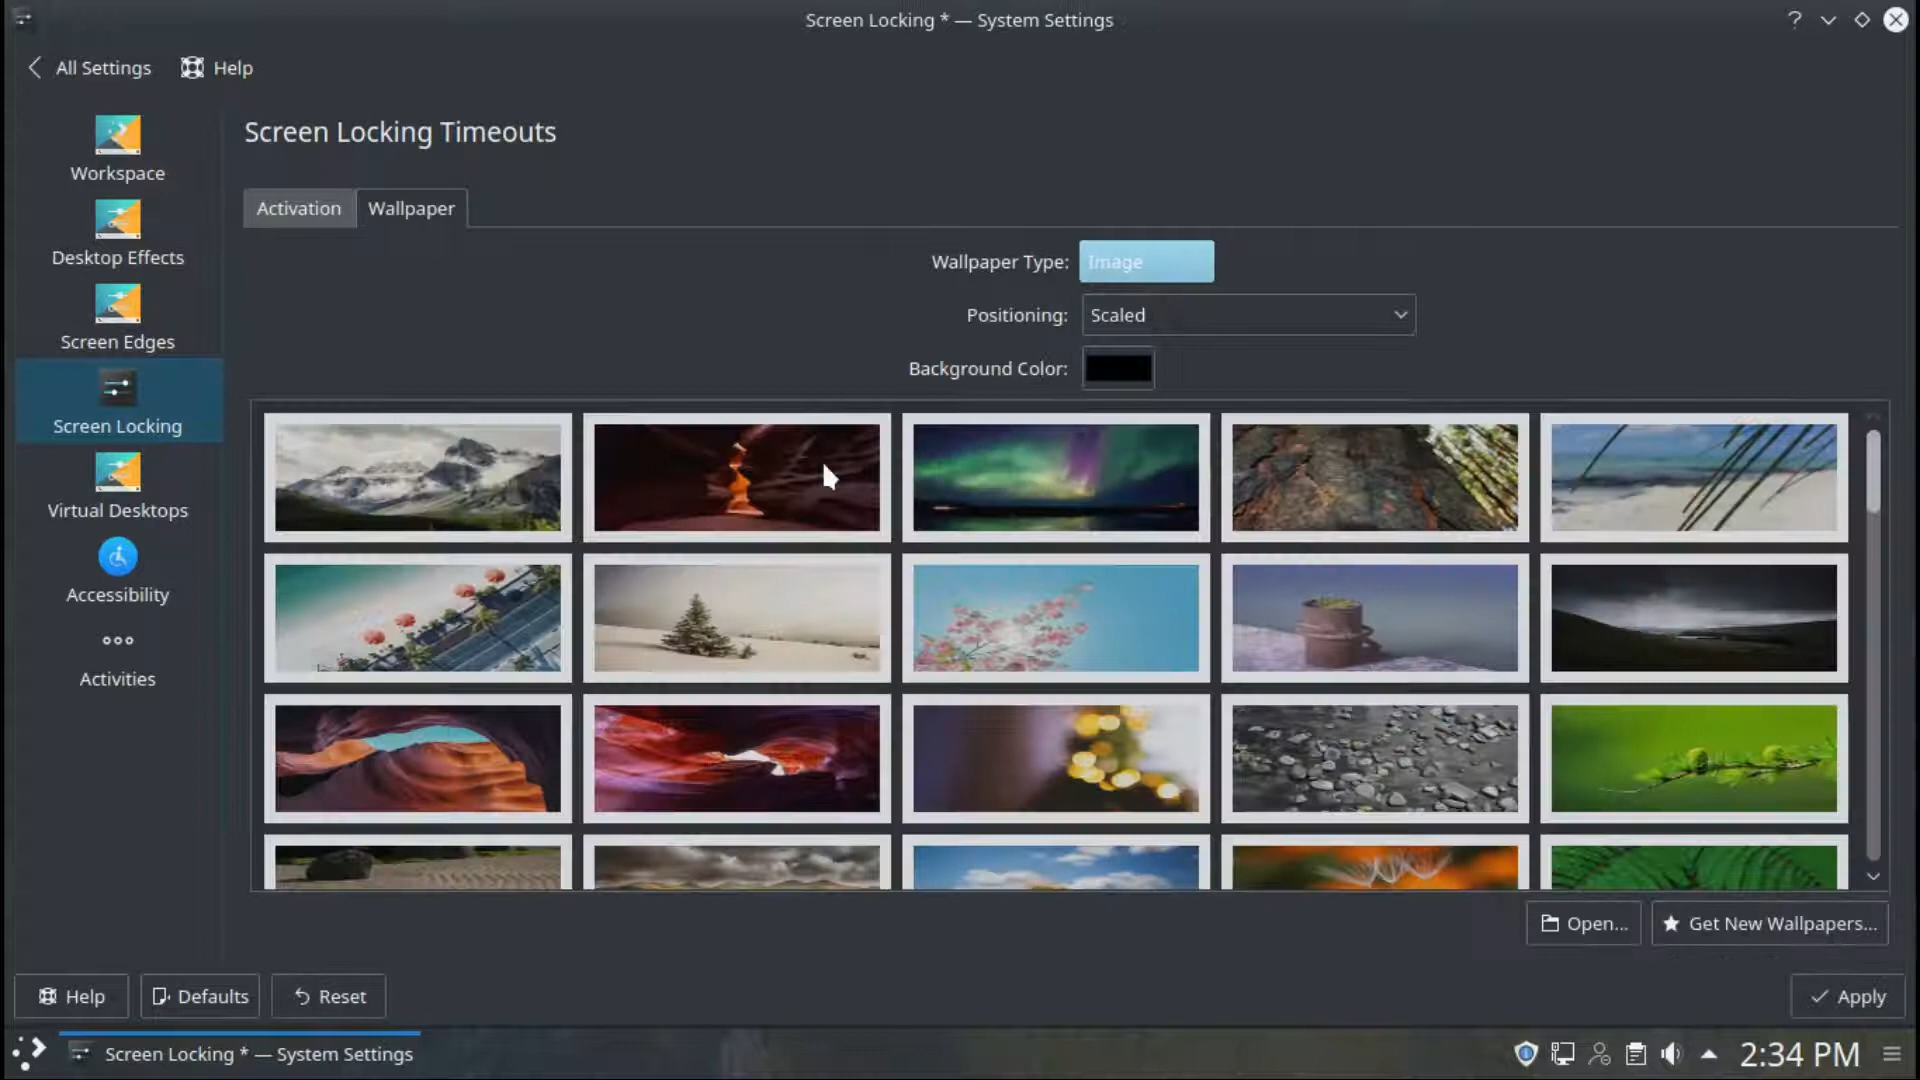 Screen Locking * — System Settings
All Settings
Help
Workspace
Desktop Effects
Screen Edges
Screen Locking
Virtual Desktops
Accessibility
Activities
Screen Locking Timeouts
Activation
Wallpaper
Wallpaper Type: Image
Positioning: Scaled
Background Color:
Open...
Get New Wallpapers...
Help
Defaults
Reset
Apply
Screen Locking * — System Settings
2:34 PM